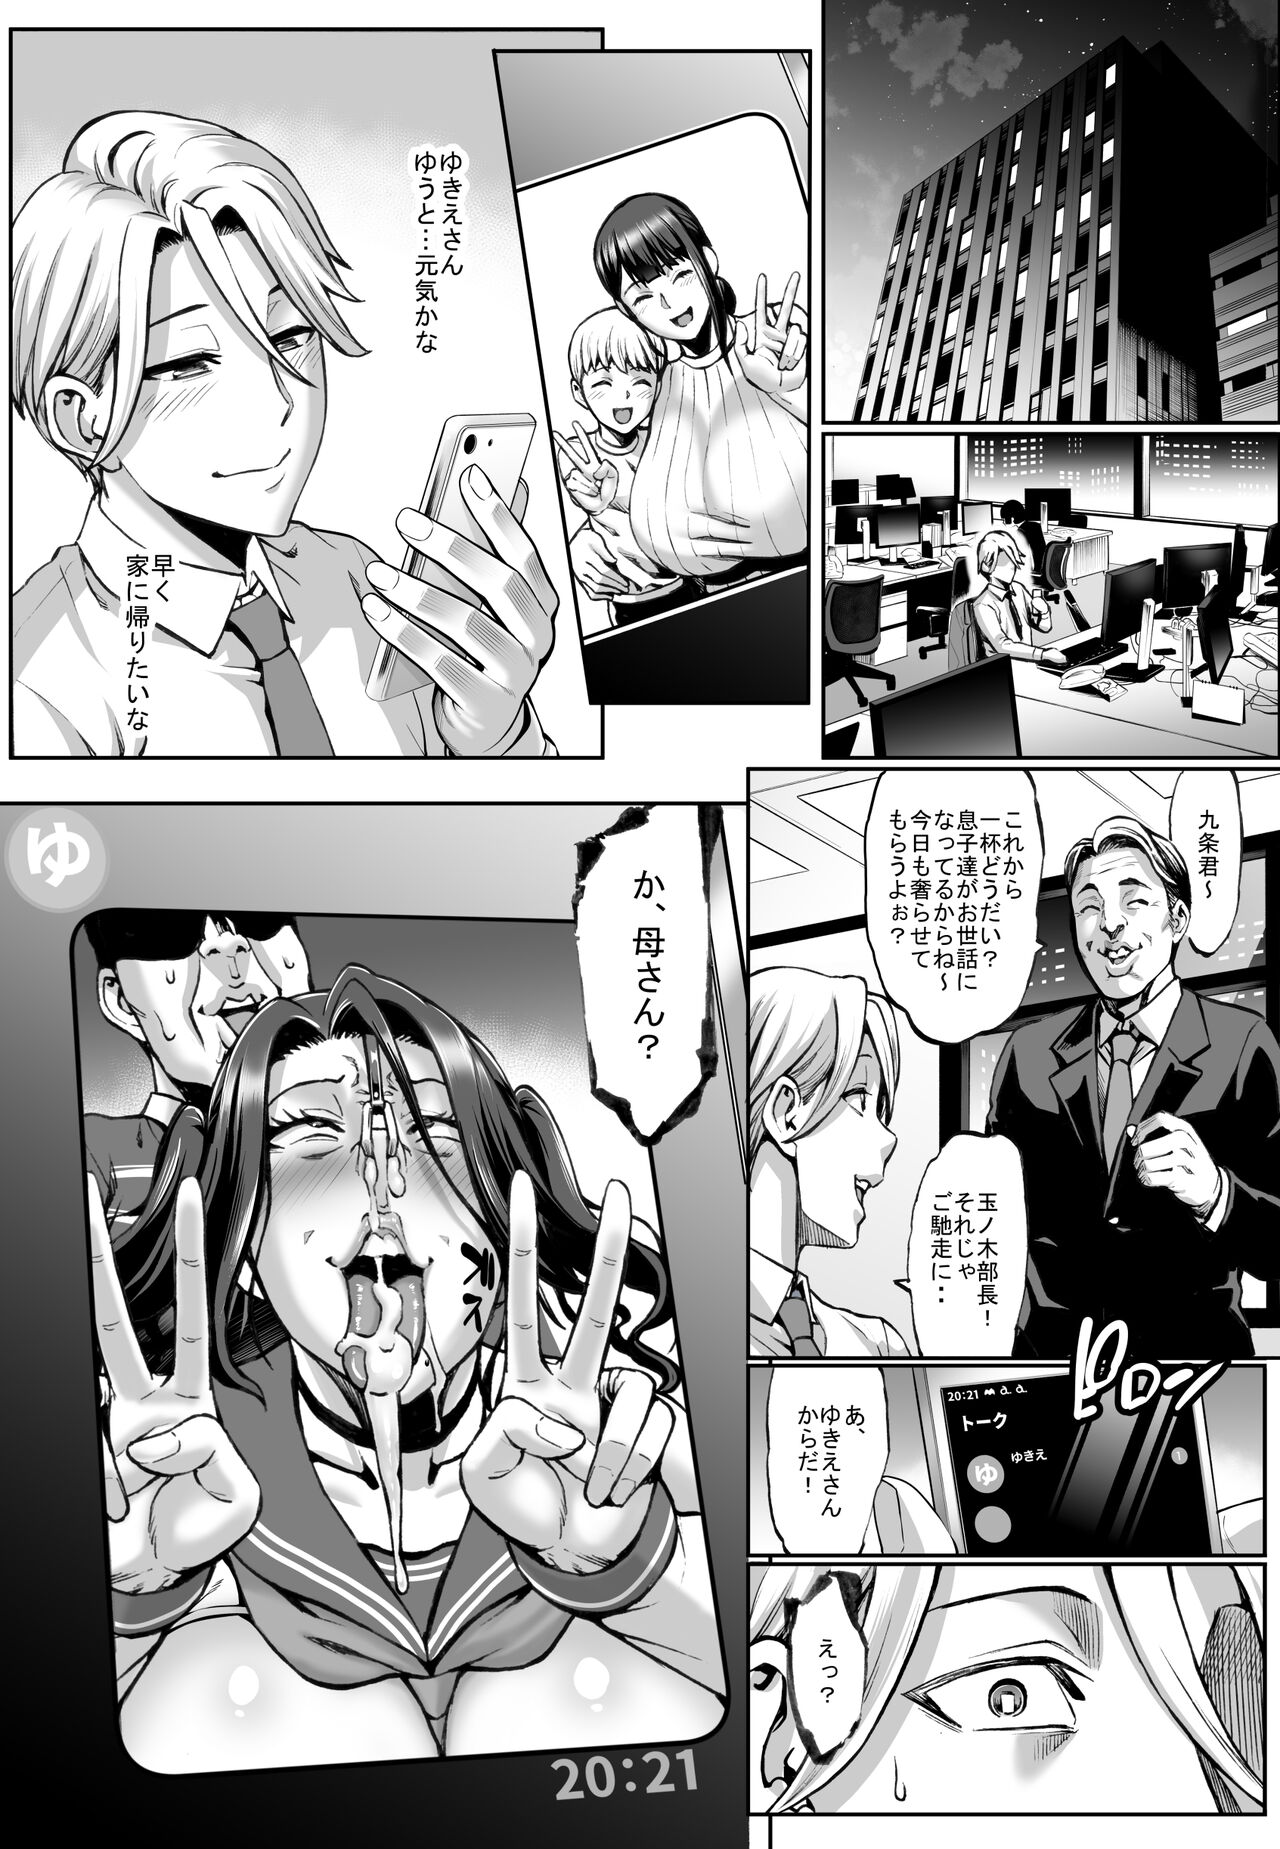 ゆきえさん
ゆうと…元気かな
早く
家に帰りたいな
九条君～
これから
一杯どうだい？
息子達がお世話に
なってるからね～
今日も奢らせて
もらうよぉ？
玉ノ木部長！
それじゃ
ご馳走に‥
ピロン
20:21
トーク
ゆ
ゆきえ
1
あ、
ゆきえさん
からだ！
えっ？
ゆ
か、母さん？
20:21